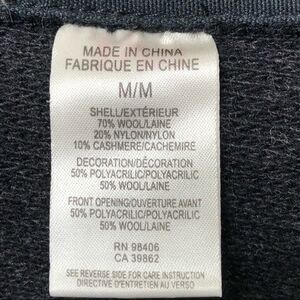 MADE IN CHINA
FABRIQUE EN CHINE
M/M
SHELL/EXTÉRIEUR
70% WOOL/LAINE
20% NYLON/NYLON
10% CASHMERE/CACHEMIRE
DECORATION/DÉCORATION
50% POLYACRILIC/POLYACRILIC
50% WOOL/LAINE
FRONT OPENING/OUVERTURE AVANT
50% POLYACRILIC/POLYACRILIC
50% WOOL/LAINE
RN 98406
CA 39862
SEE REVERSE SIDE FOR CARE INSTRUCTION
DIRECTIVE D'ENTRETIEN AU VERSO